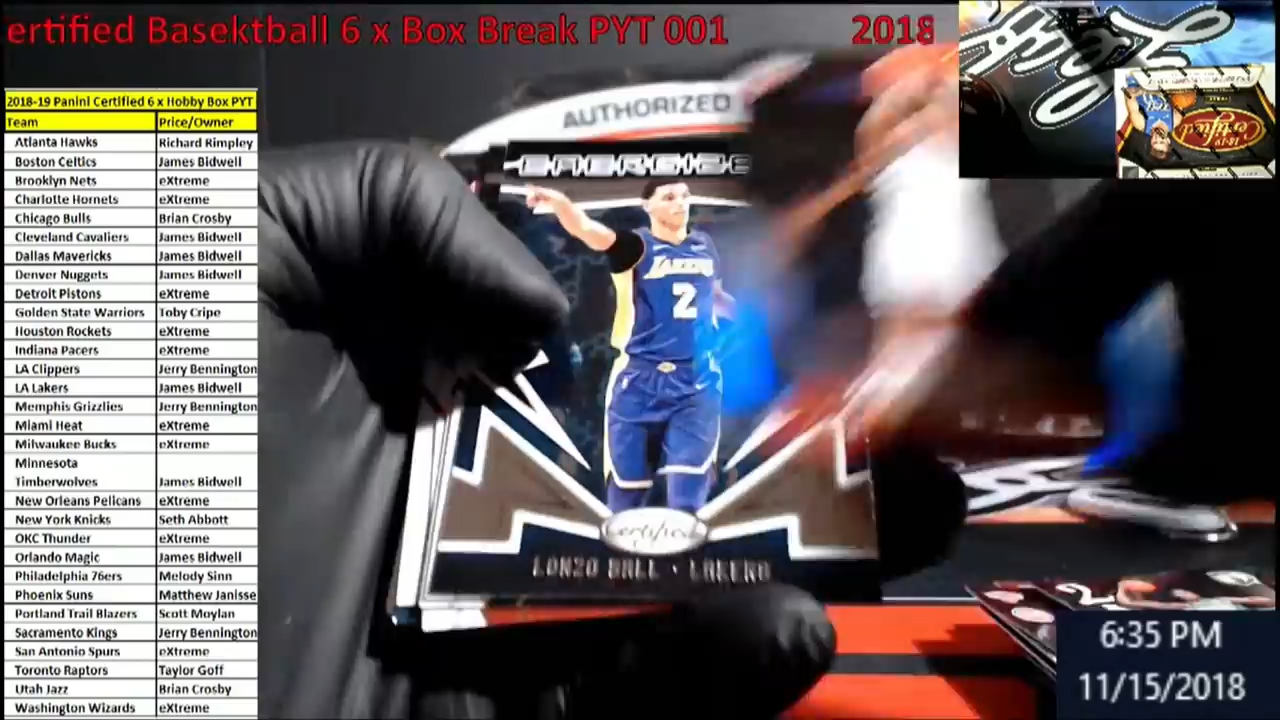 ertified Basektball 6 x Box Break PYT 001 2018
2018-19 Panini Certified 6 x Hobby Box PYT
Team Price/Owner
Atlanta Hawks Richard Rimpley
Boston Celtics James Bidwell
Brooklyn Nets eXtreme
Charlotte Hornets eXtreme
Chicago Bulls Brian Crosby
Cleveland Cavaliers James Bidwell
Dallas Mavericks James Bidwell
Denver Nuggets James Bidwell
Detroit Pistons eXtreme
Golden State Warriors Toby Cripe
Houston Rockets eXtreme
Indiana Pacers eXtreme
LA Clippers Jerry Bennington
LA Lakers James Bidwell
Memphis Grizzlies Jerry Bennington
Miami Heat eXtreme
Milwaukee Bucks eXtreme
Minnesota
Timberwolves James Bidwell
New Orleans Pelicans eXtreme
New York Knicks Seth Abbott
OKC Thunder eXtreme
Orlando Magic James Bidwell
Philadelphia 76ers Melody Sinn
Phoenix Suns Matthew Janisse
Portland Trail Blazers Scott Moylan
Sacramento Kings Jerry Bennington
San Antonio Spurs eXtreme
Toronto Raptors Taylor Goff
Utah Jazz Brian Crosby
Washington Wizards eXtreme
AUTHORIZED
ENERGIZE
LAKERS
2
Certified
LONZO BALL • LAKERS
Certified
18-19
2
6:35 PM
11/15/2018